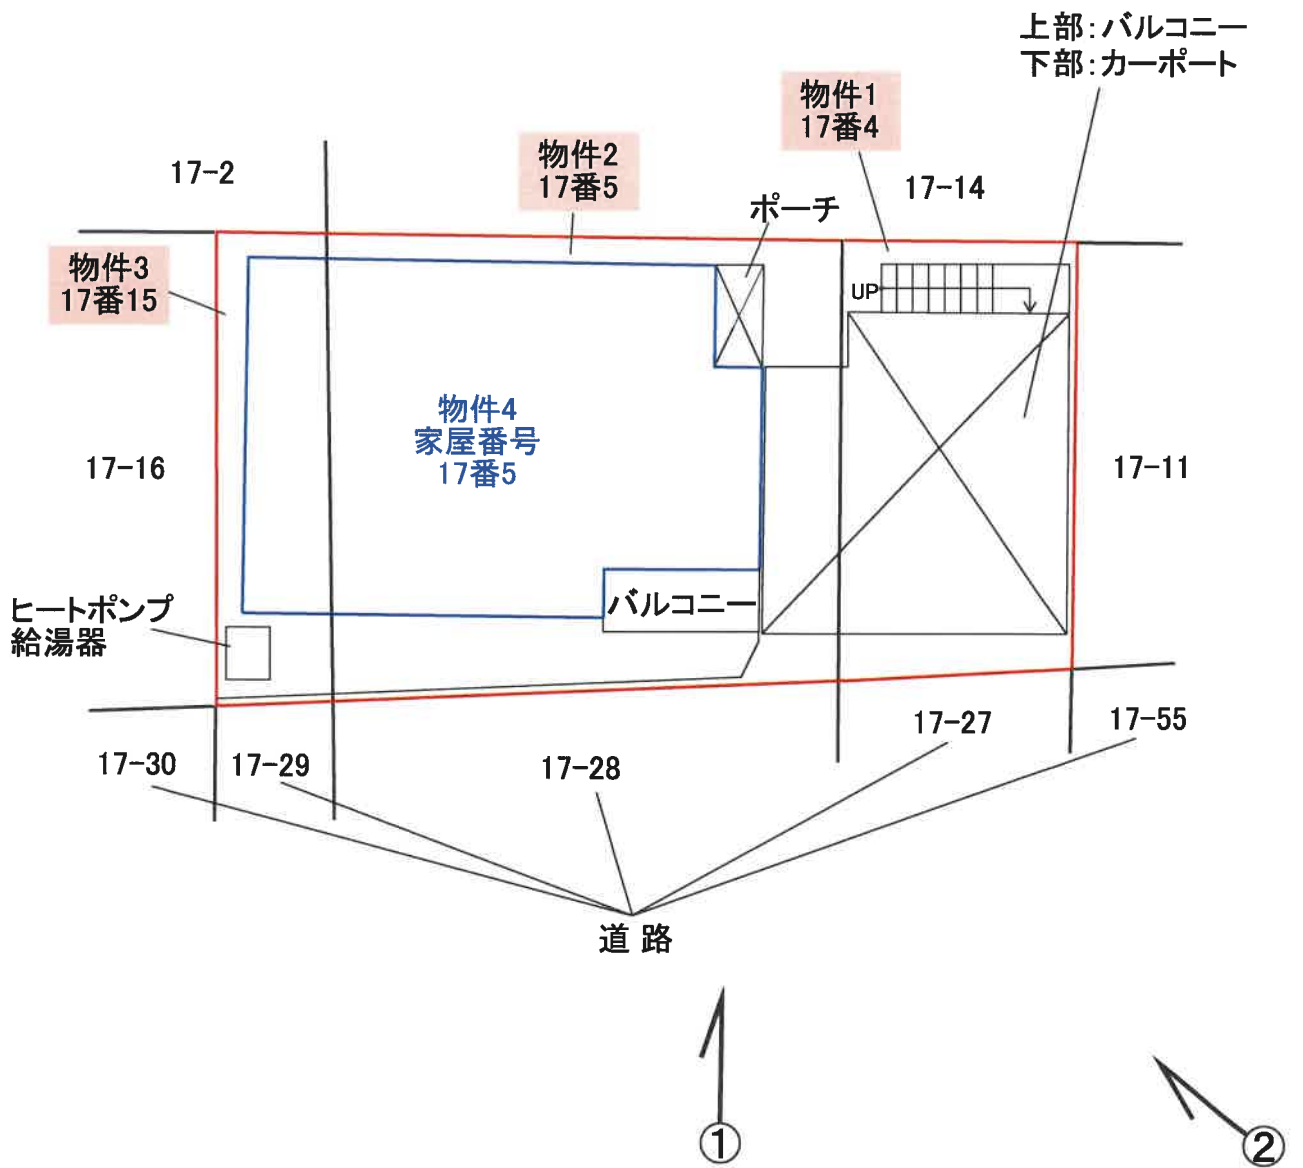 上部:バルコニー
下部:カーポート
物件1
17番4
物件2
17番5
17-2
17-14
ポーチ
物件3
17番15
UP
物件4
家屋番号
17番5
17-16
17-11
ヒートポンプ
給湯器
バルコニー
17-30
17-29
17-28
17-27
17-55
道路
①
②